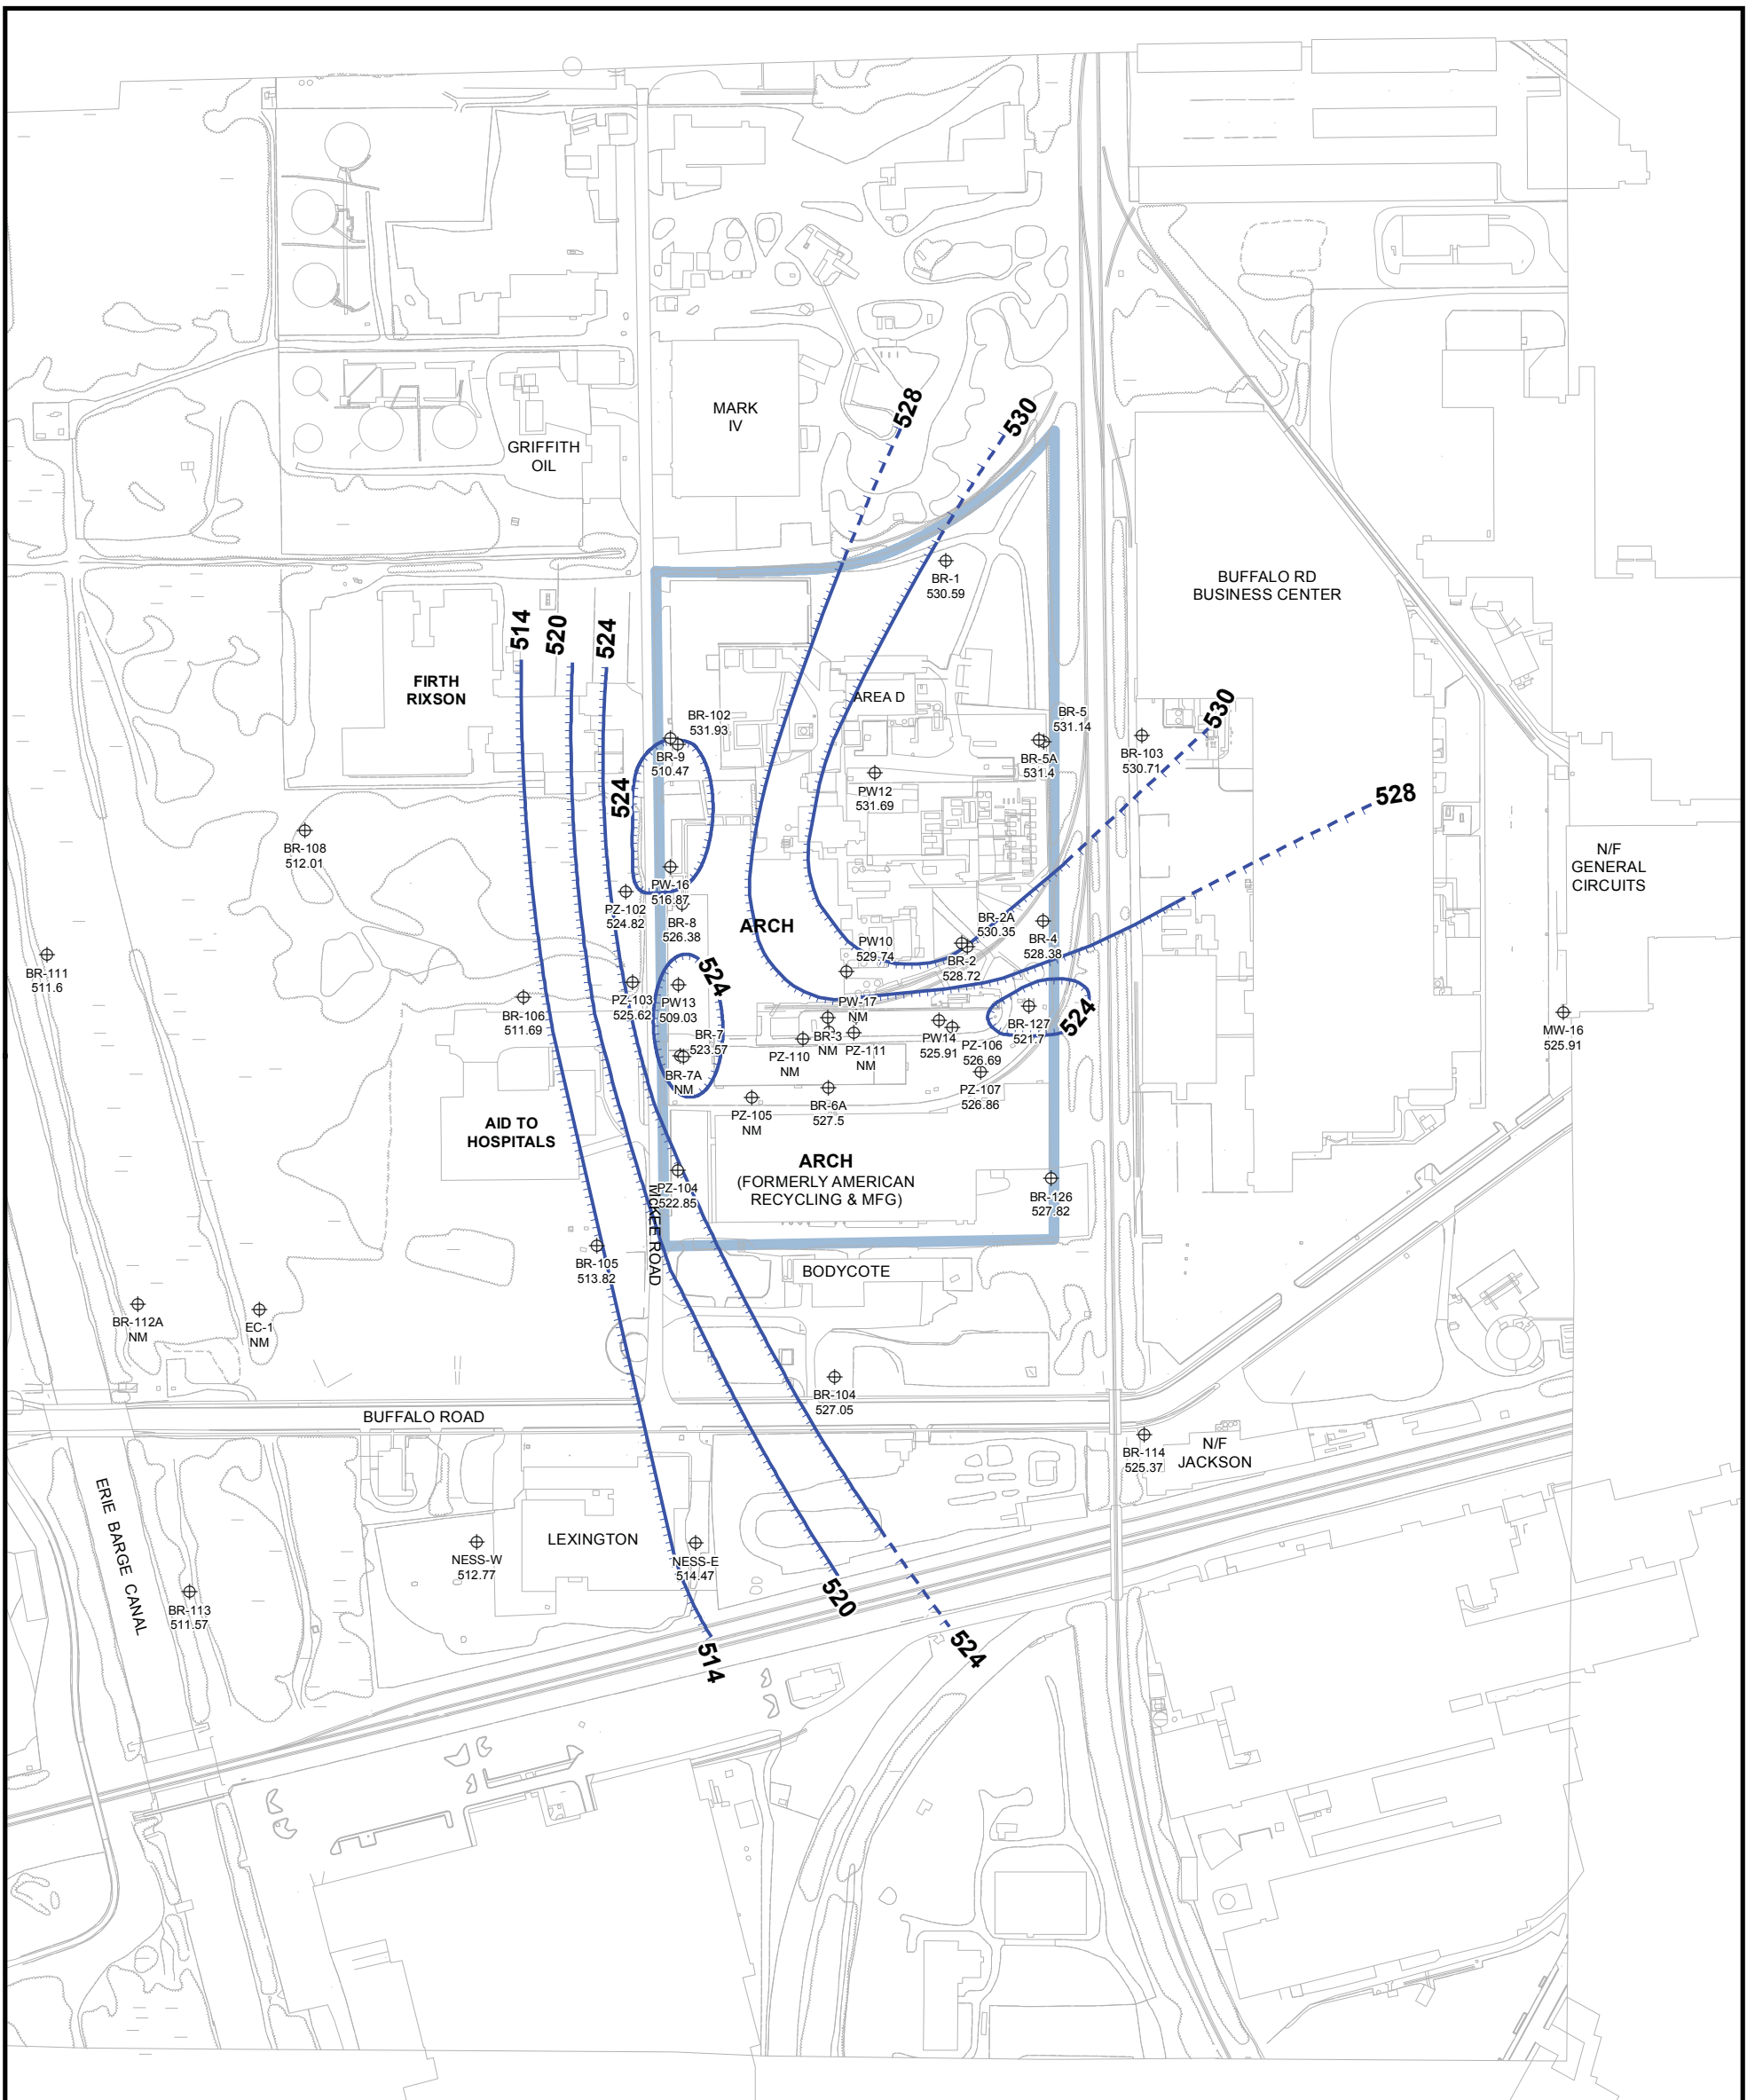 528
530
MARK
IV
GRIFFITH
OIL
BR-1
530.59
BUFFALO RD
BUSINESS CENTER
514
520
524
FIRTH
RIXSON
AREA D
BR-102
531.93
BR-9
510.47
BR-5
531.14
BR-5A
531.4
BR-103
530.71
530
528
524
PW12
531.69
BR-108
512.01
N/F
GENERAL
CIRCUITS
PW-16
516.87
PZ-102
524.82
BR-8
526.38
ARCH
BR-2A
530.35
PW10
529.74
BR-2
528.72
BR-4
528.38
BR-111
511.6
524
PZ-103
525.62
PW13
509.03
BR-106
511.69
PW-17
NM
BR-127
521.7
524
MW-16
525.91
BR-7
523.57
BR-7A
NM
BR-3
NM
PZ-110
NM
PZ-111
NM
PW14
525.91
PZ-106
526.69
PZ-107
526.86
PZ-105
NM
BR-6A
527.5
AID TO
HOSPITALS
ARCH
(FORMERLY AMERICAN
RECYCLING & MFG)
PZ-104
522.85
MCKEE ROAD
BR-126
527.82
BR-105
513.82
BODYCOTE
BR-112A
NM
EC-1
NM
BR-104
527.05
BUFFALO ROAD
BR-114
525.37
N/F
JACKSON
ERIE BARGE CANAL
LEXINGTON
NESS-W
512.77
NESS-E
514.47
BR-113
511.57
520
524
514